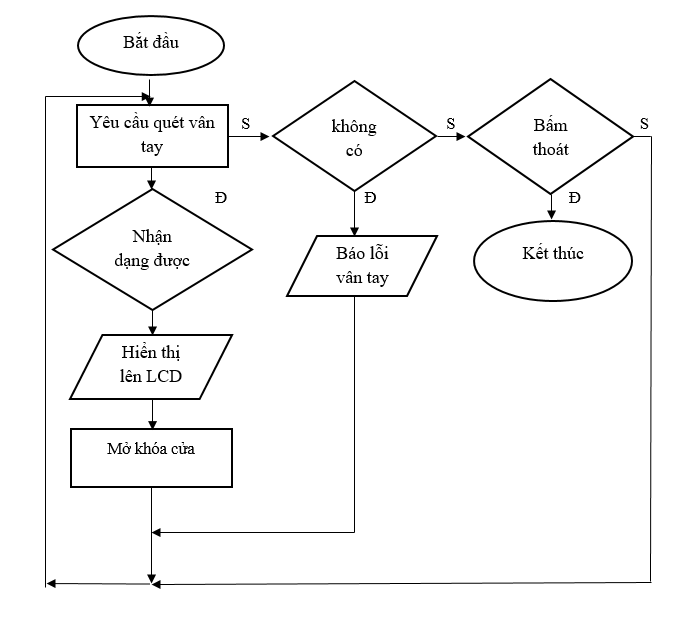 Bắt đầu
Yêu cầu quét vân
tay
S
không
có
S
Bấm
thoát
S
Đ
Nhận
dạng được
Đ
Báo lỗi
vân tay
Đ
Kết thúc
Hiển thị
lên LCD
Mở khóa cửa